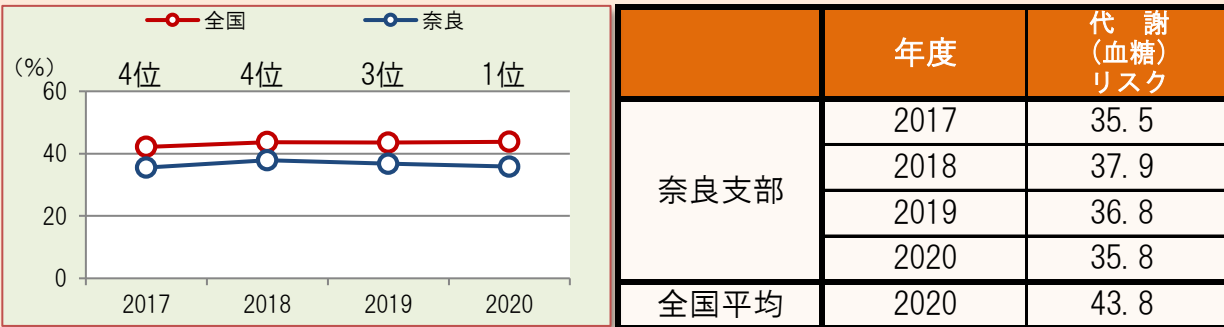 全国 奈良
(%)
4位 4位 3位 1位
60
40
20
0
2017 2018 2019 2020
年度 代 謝
(血糖)
リスク
奈良支部
2017 35.5
2018 37.9
2019 36.8
2020 35.8
全国平均 2020 43.8